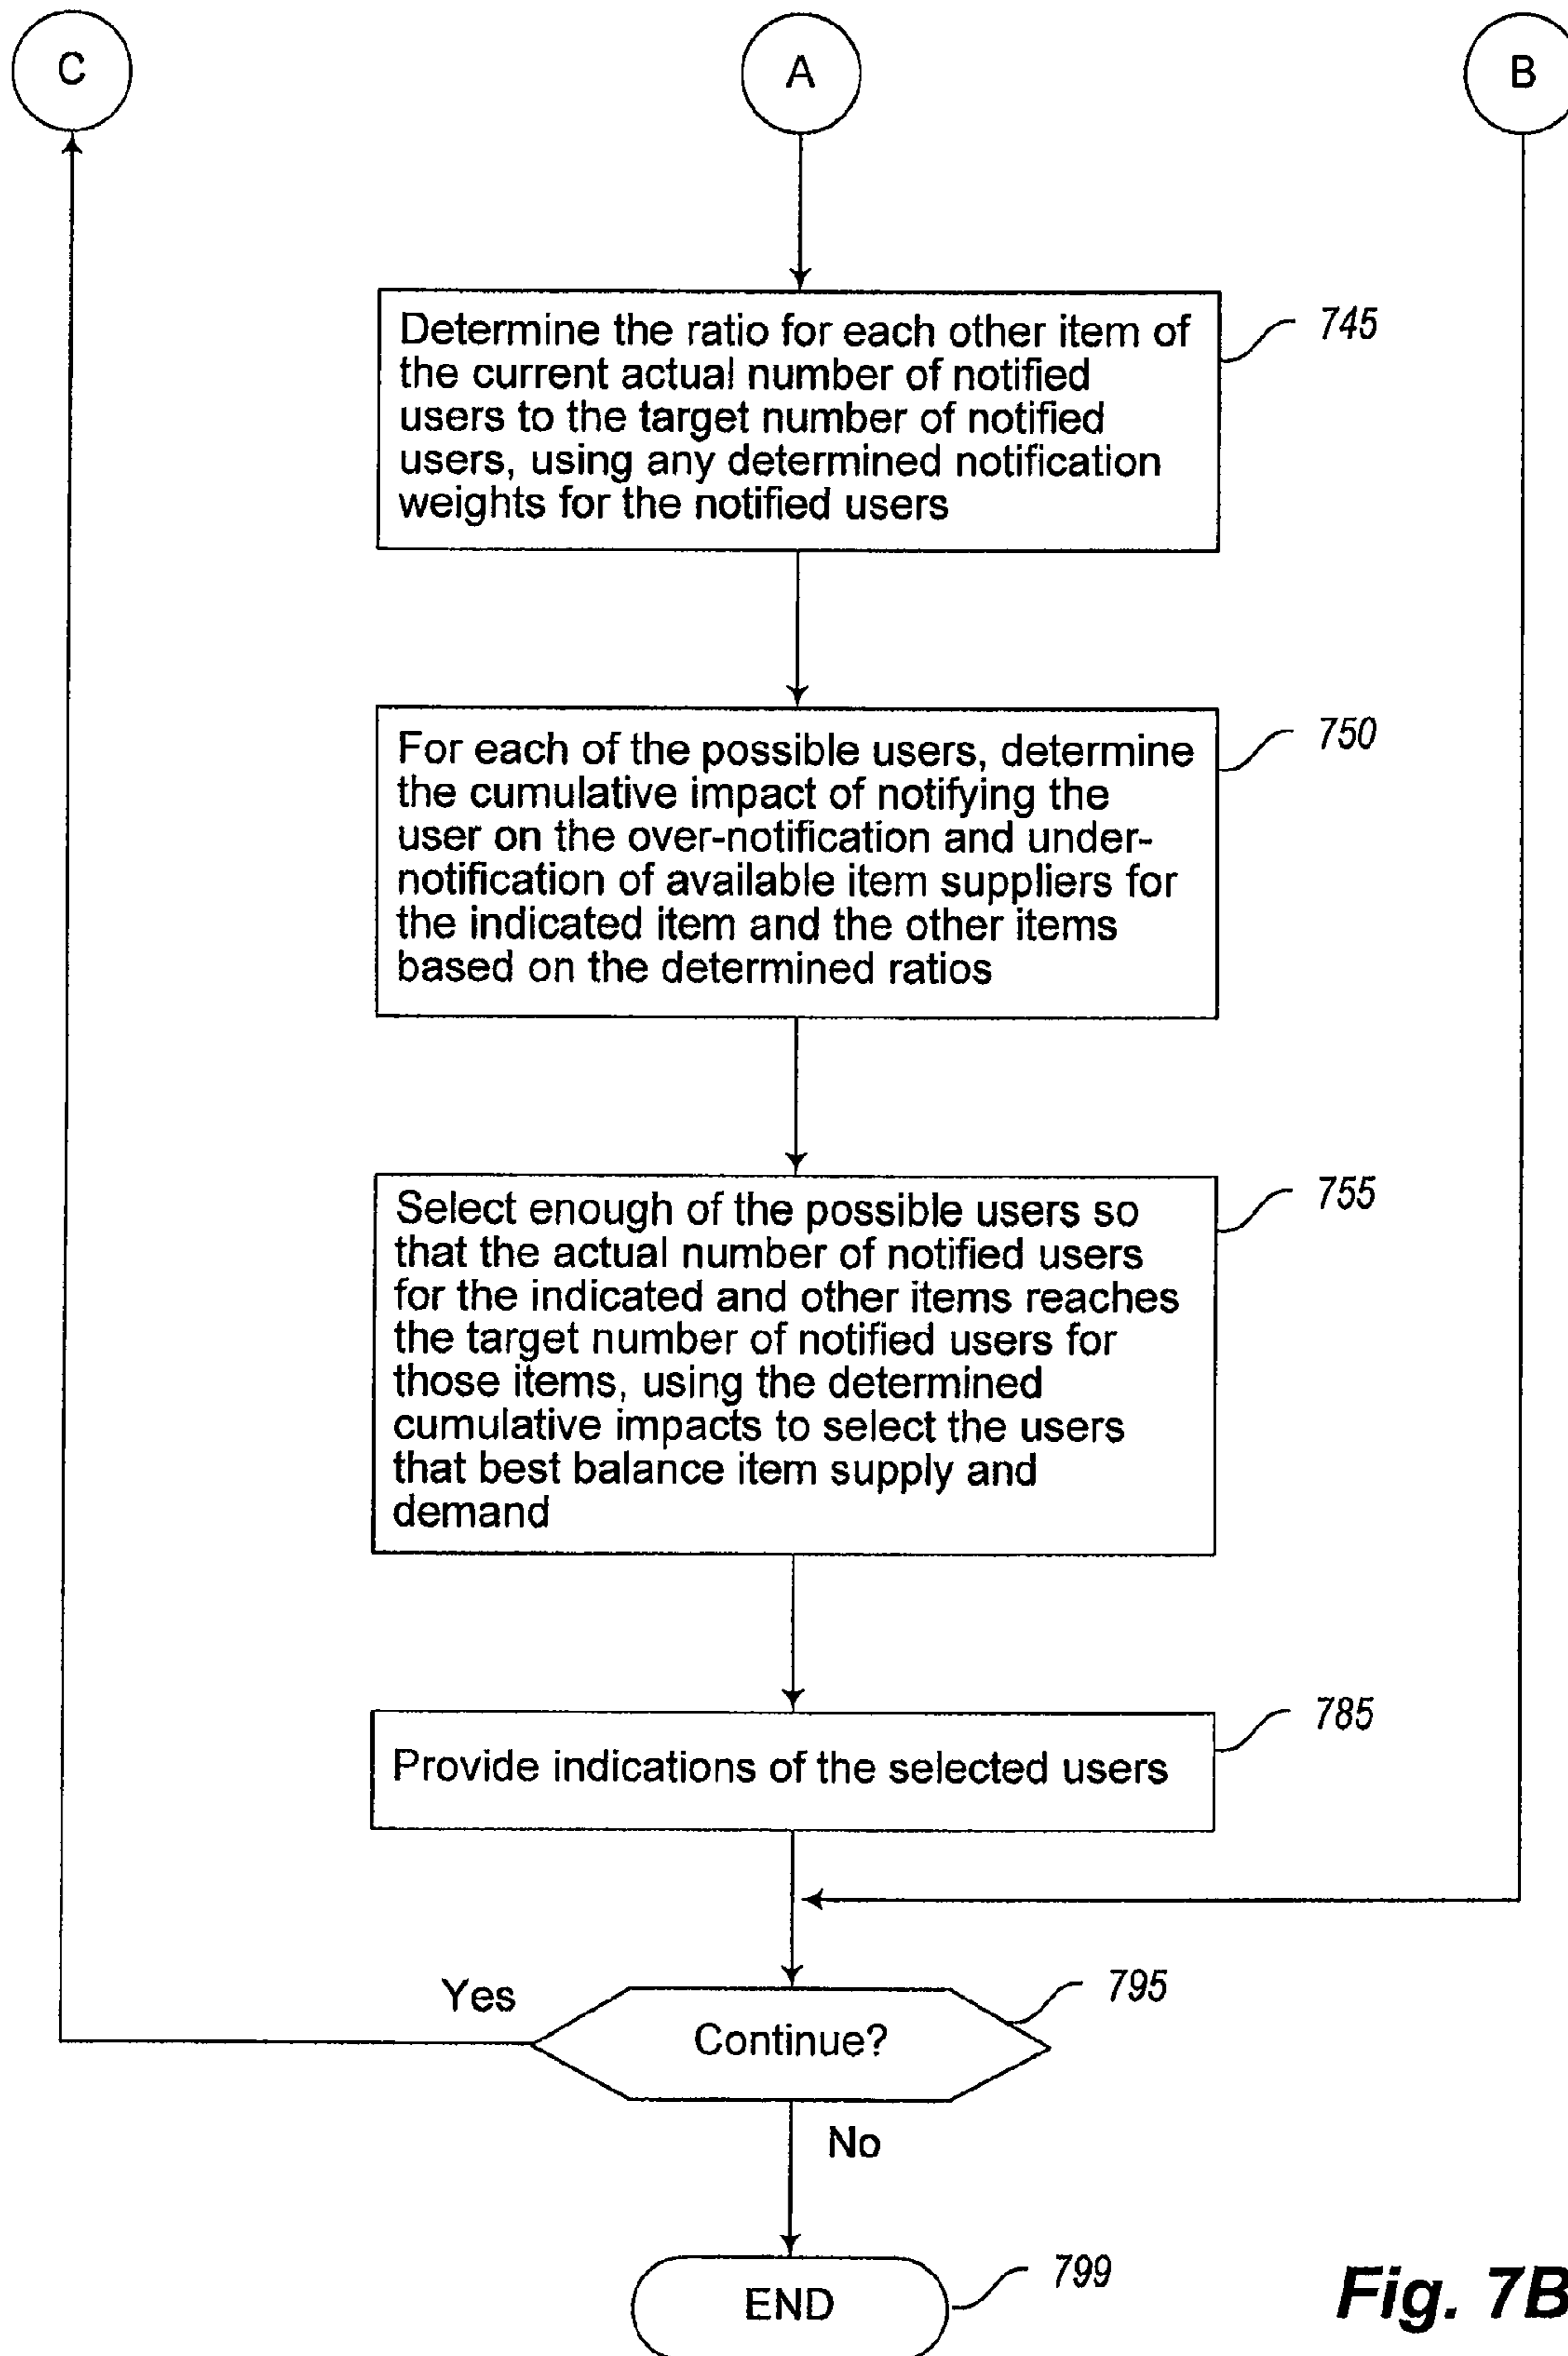 C
A
B
Determine the ratio for each other item of
the current actual number of notified
users to the target number of notified
users, using any determined notification
weights for the notified users
745
For each of the possible users, determine
the cumulative impact of notifying the
user on the over-notification and under-
notification of available item suppliers for
the indicated item and the other items
based on the determined ratios
750
Select enough of the possible users so
that the actual number of notified users
for the indicated and other items reaches
the target number of notified users for
those items, using the determined
cumulative impacts to select the users
that best balance item supply and
demand
755
Provide indications of the selected users
785
Yes
Continue?
795
No
END
799
Fig. 7B